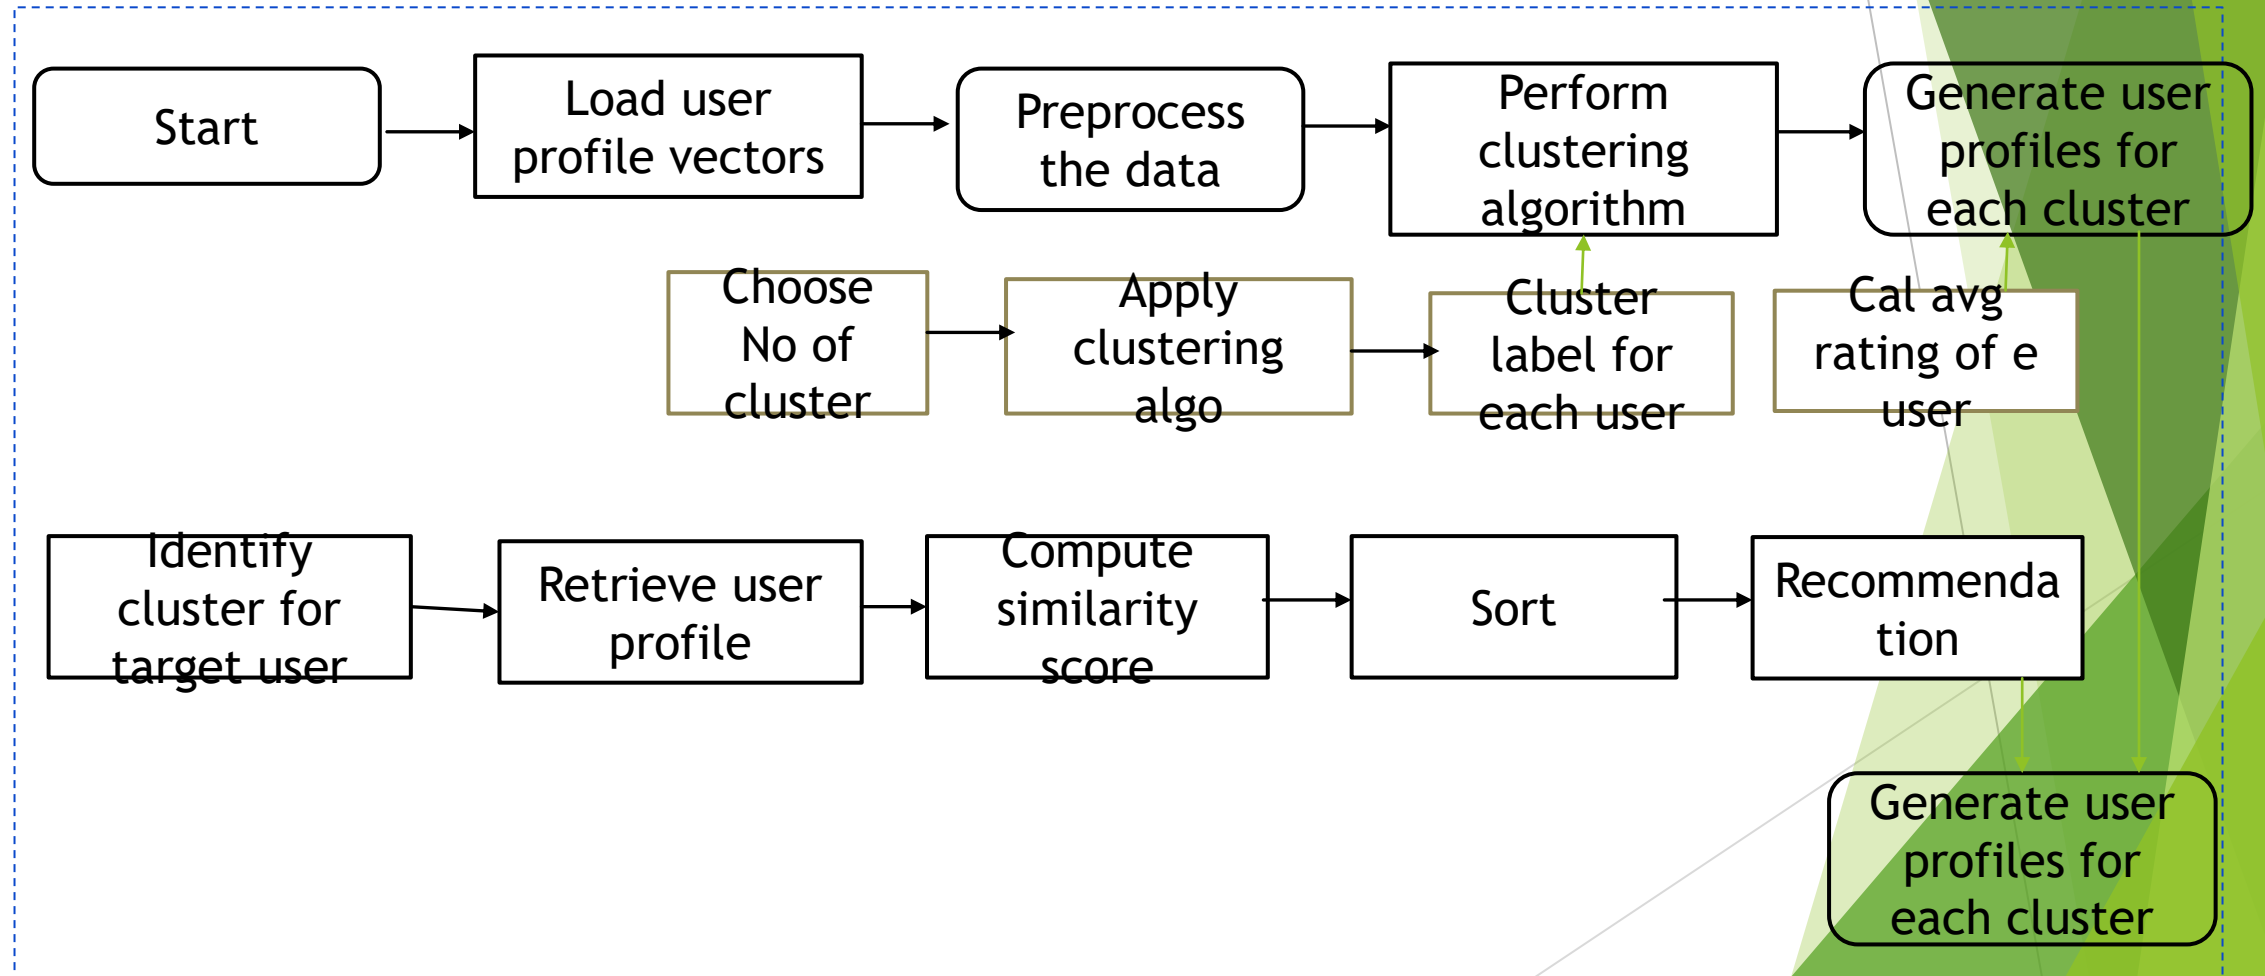 Start
Load user
profile vectors
Preprocess
the data
Perform
clustering
algorithm
Generate user
profiles for
each cluster
Choose
No of
cluster
Apply
clustering
algo
Cluster
label for
each user
Cal avg
rating of e
user
Identify
cluster for
target user
Retrieve user
profile
Compute
similarity
score
Sort
Recommenda
tion
Generate user
profiles for
each cluster